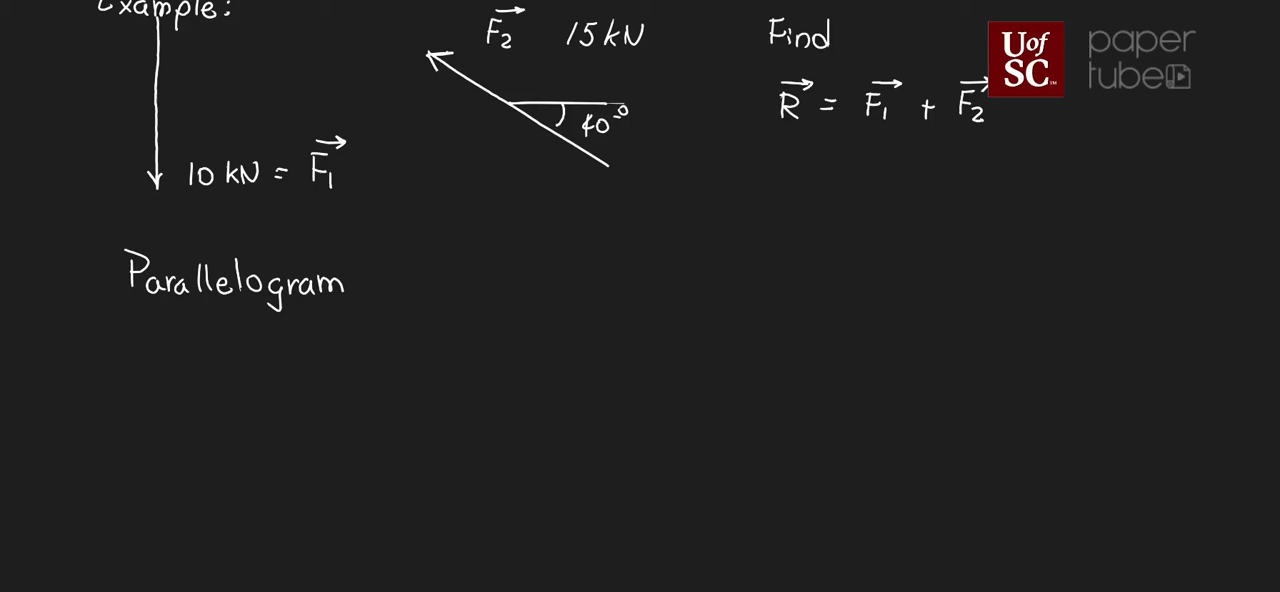 Example:
F₂ 15 kN
Find
R = F₁ + F₂
40°
10 kN = F₁
Parallelogram
U of SC
paper tube